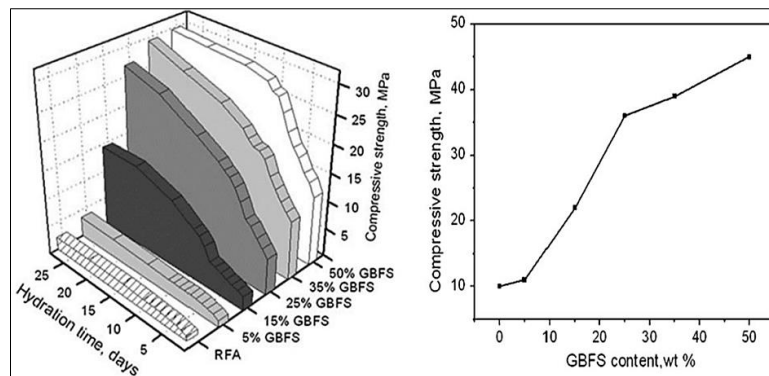 30
25
20
15
10
5
Compressive strength, MPa
50% GBFS
35% GBFS
25% GBFS
15% GBFS
5% GBFS
RFA
25
20
15
10
5
Hydration time, days
50
40
30
20
10
Compressive strength, MPa
0 10 20 30 40 50
GBFS content,wt %